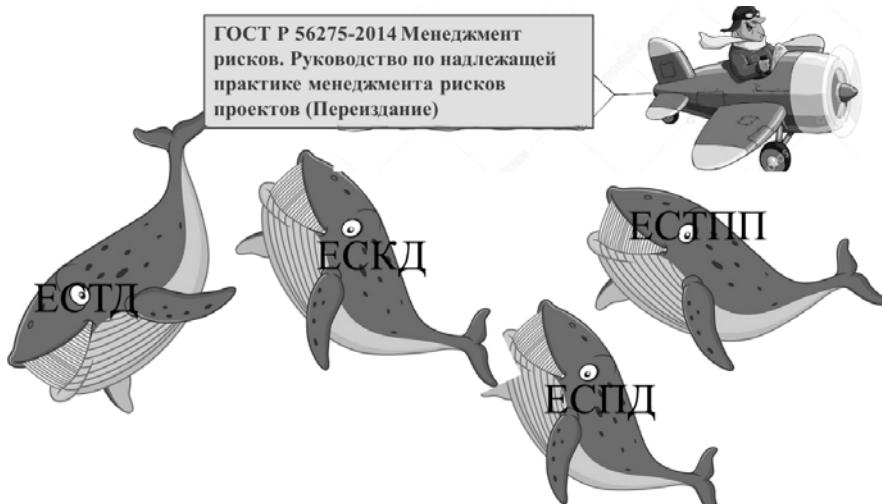 ГОСТ Р 56275-2014 Менеджмент
рисков. Руководство по надлежащей
практике менеджмента рисков
проектов (Переиздание)
ЕСКД
ЕСТПП
ЕСТД
ЕСПД